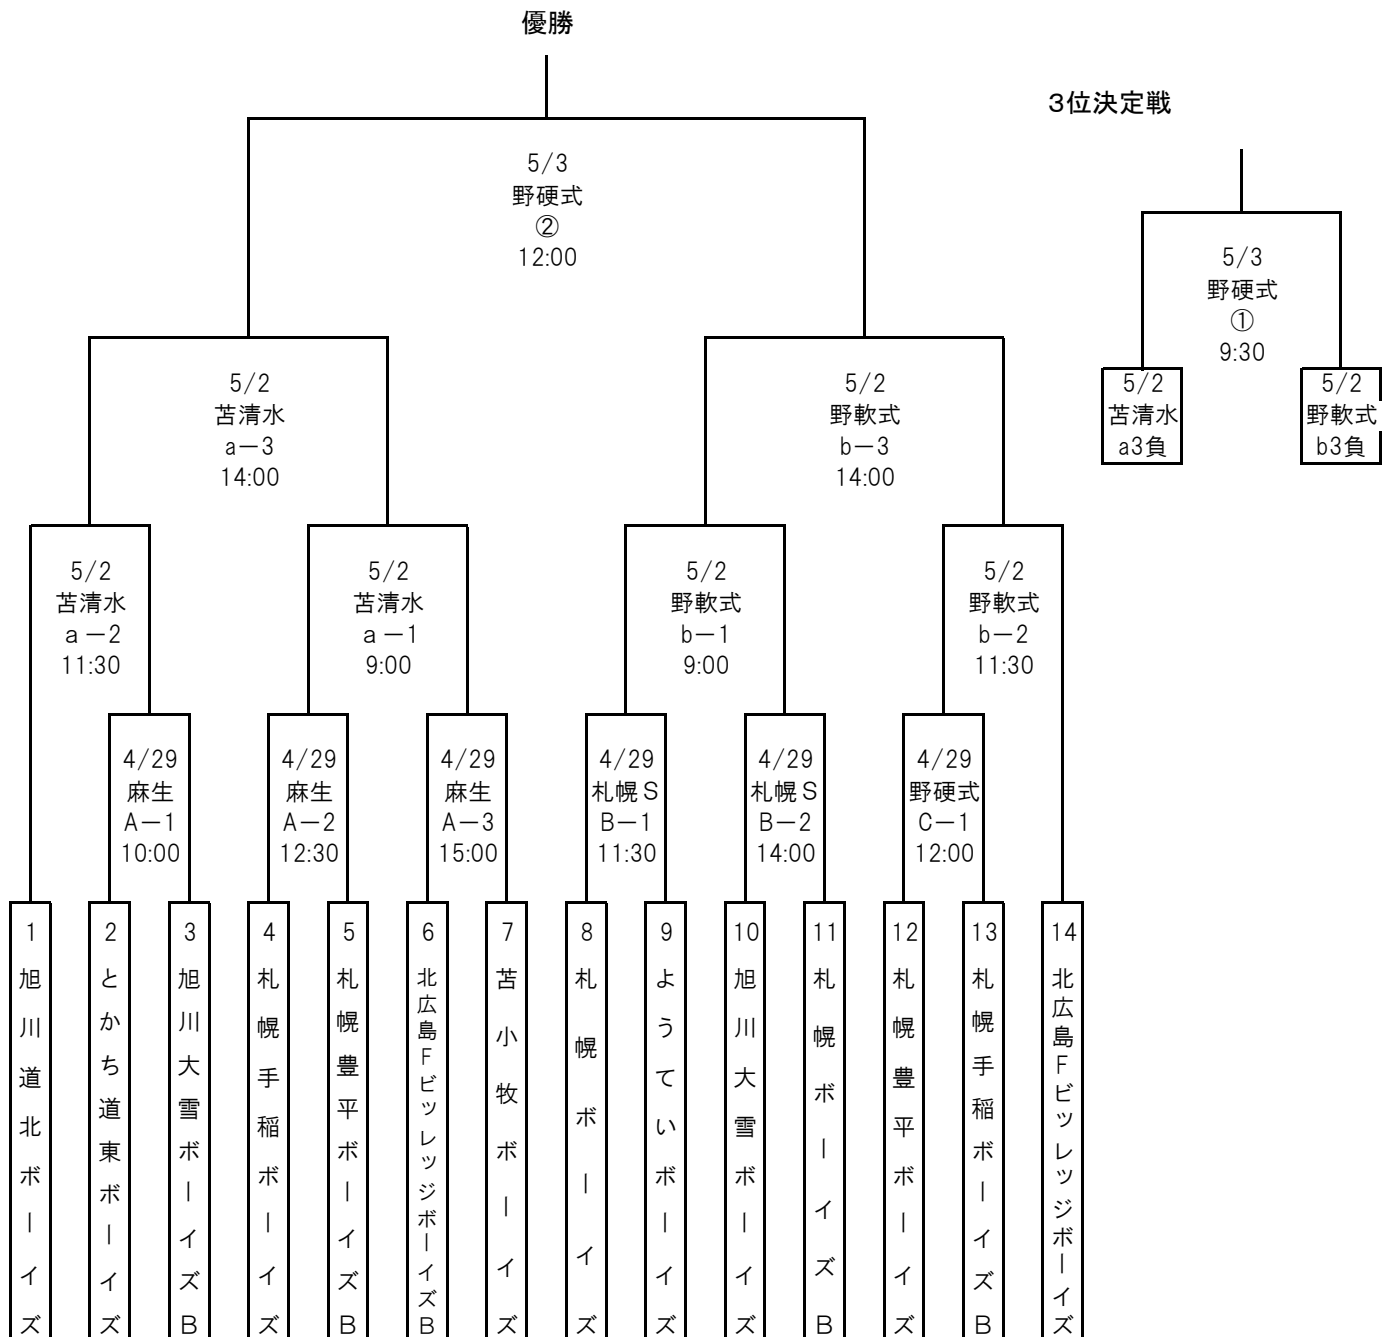 優勝
3位決定戦
5/3
野硬式
②
12:00
5/3
野硬式
①
9:30
5/2
苫清水
a3負
5/2
野軟式
b3負
5/2
苫清水
a－3
14:00
5/2
野軟式
b－3
14:00
5/2
苫清水
a－2
11:30
5/2
苫清水
a－1
9:00
5/2
野軟式
b－1
9:00
5/2
野軟式
b－2
11:30
4/29
麻生
A－1
10:00
4/29
麻生
A－2
12:30
4/29
麻生
A－3
15:00
4/29
札幌S
B－1
11:30
4/29
札幌S
B－2
14:00
4/29
野硬式
C－1
12:00
1 旭川道北ボーイズ
2 とかち道東ボーイズ
3 旭川大雪ボーイズB
4 札幌手稲ボーイズ
5 札幌豊平ボーイズB
6 北広島FビッレッジボーイズB
7 苫小牧ボーイズ
8 札幌ボーイズ
9 ようていボーイズ
10 旭川大雪ボーイズ
11 札幌ボーイズB
12 札幌豊平ボーイズ
13 札幌手稲ボーイズB
14 北広島Fビッレッジボーイズ